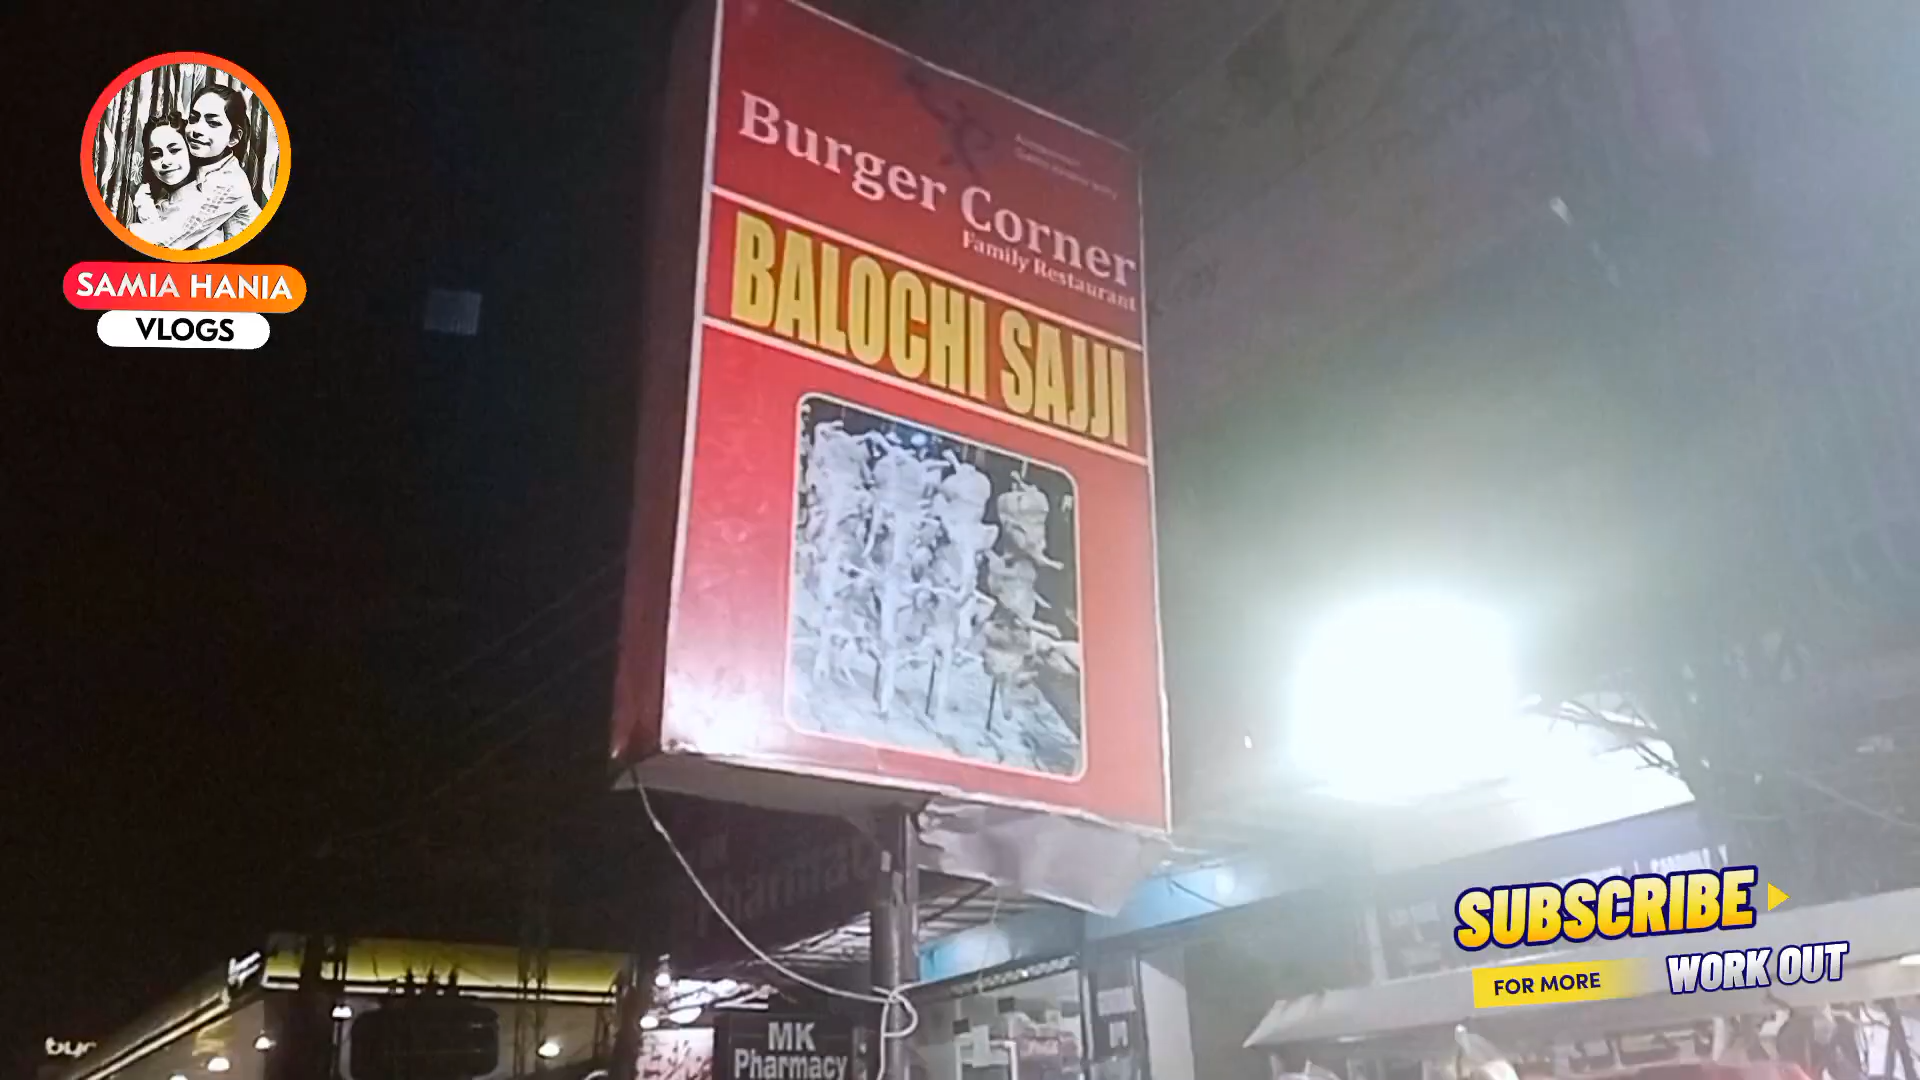 SAMIA HANIA
VLOGS
Burger Corner
Family Restaurant
BALOCHI SAJJI
MK
Pharmacy
SUBSCRIBE
FOR MORE WORK OUT